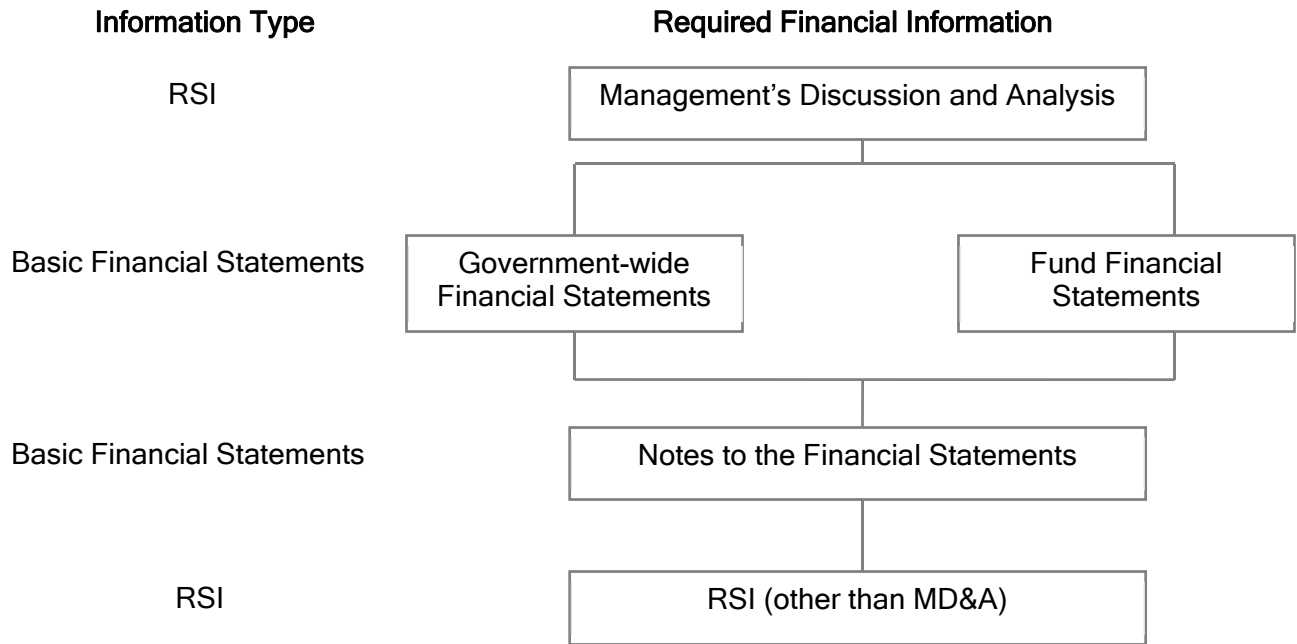 Information Type
Required Financial Information
RSI
Management’s Discussion and Analysis
Basic Financial Statements
Government-wide
Financial Statements
Fund Financial
Statements
Basic Financial Statements
Notes to the Financial Statements
RSI
RSI (other than MD&A)